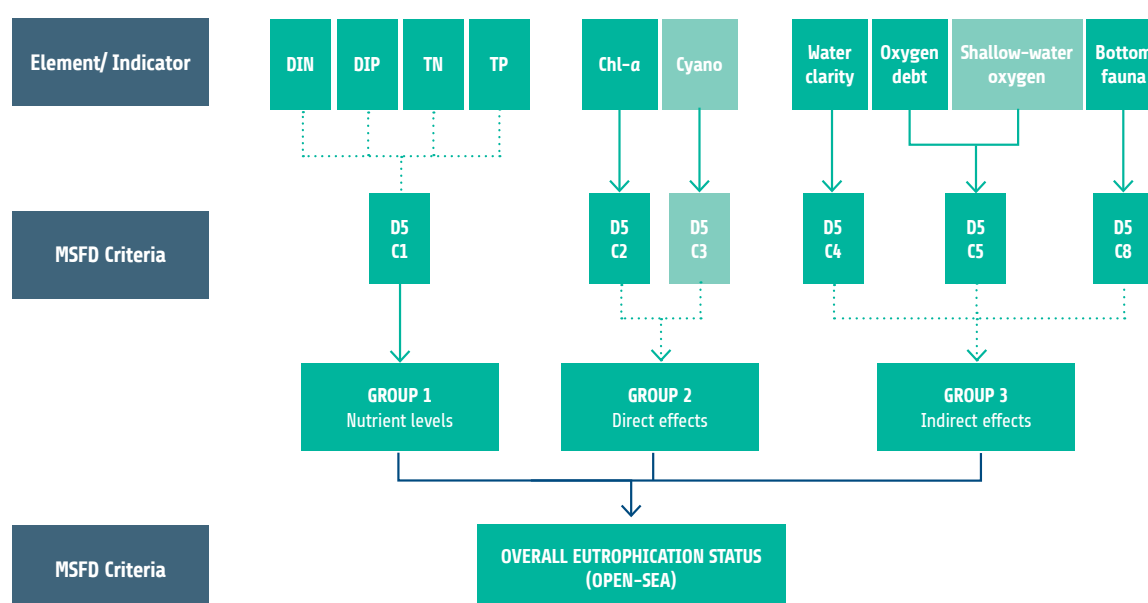 Element/ Indicator
DIN
DIP
TN
TP
Chl-a
Cyano
Water
clarity
Oxygen
debt
Shallow-water
oxygen
Bottom
fauna
MSFD Criteria
D5
C1
D5
C2
D5
C3
D5
C4
D5
C5
D5
C8
GROUP 1
Nutrient levels
GROUP 2
Direct effects
GROUP 3
Indirect effects
MSFD Criteria
OVERALL EUTROPHICATION STATUS
(OPEN-SEA)